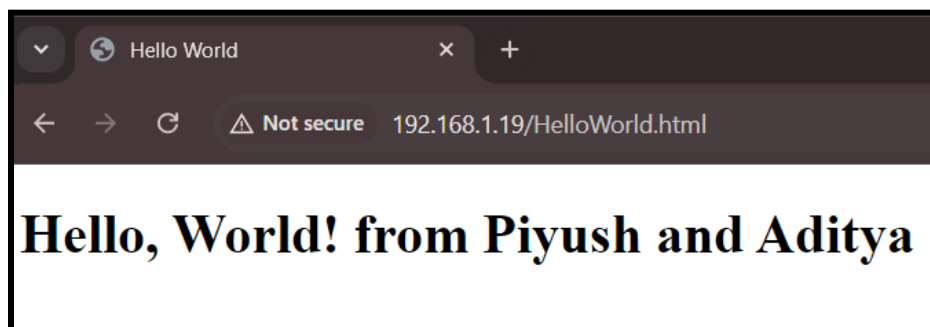 Hello World
Not secure 192.168.1.19/HelloWorld.html
Hello, World! from Piyush and Aditya